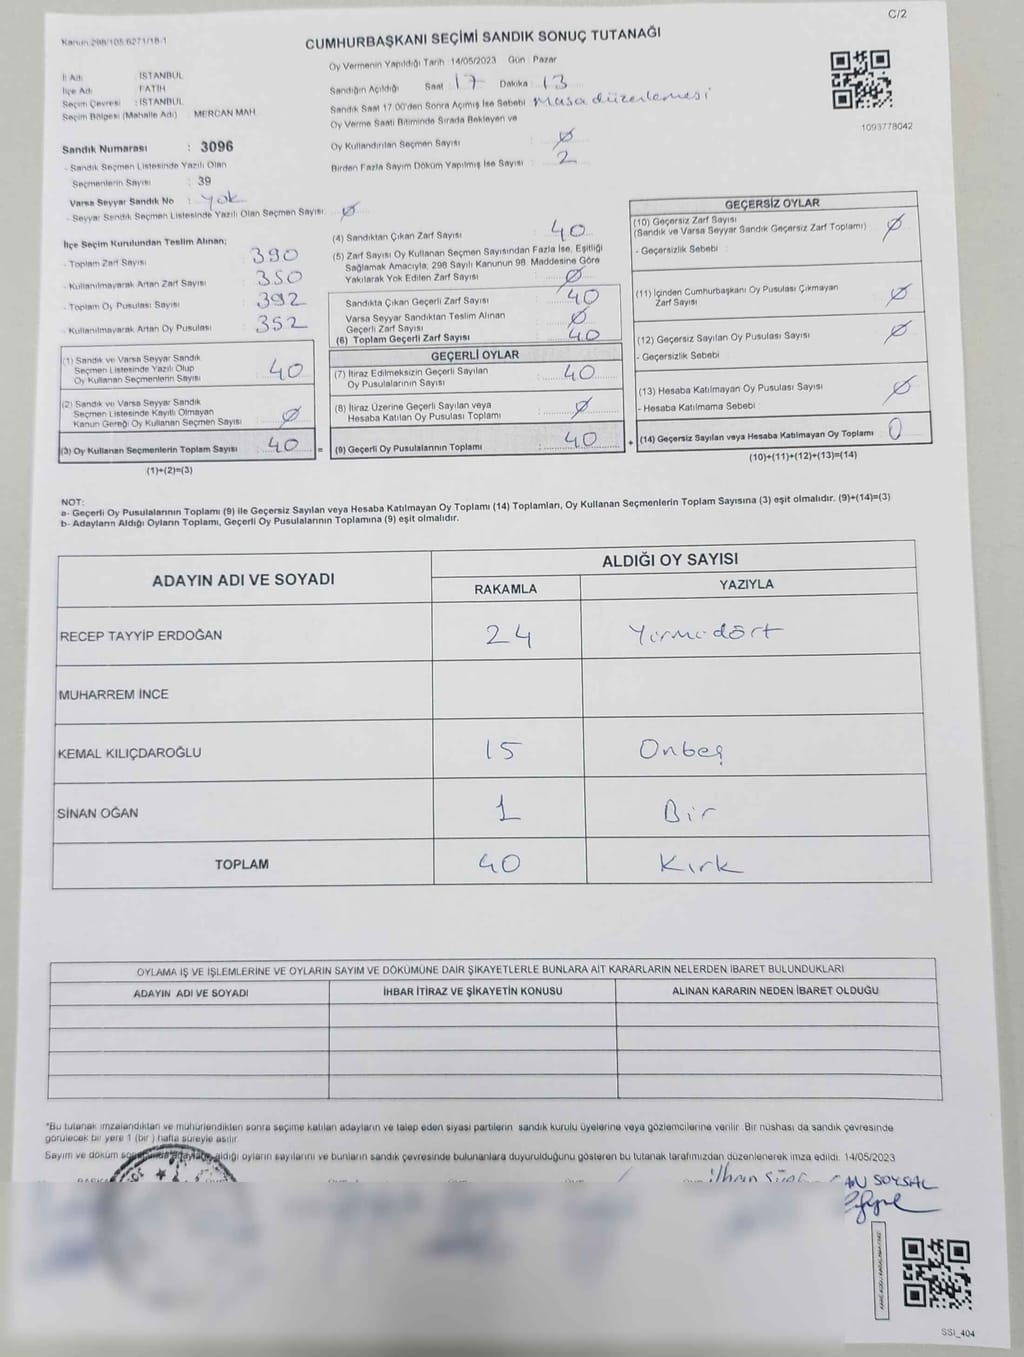 C/2
Kanun:298/105 6271/18-1
CUMHURBAŞKANI SEÇİMİ SANDIK SONUÇ TUTANAĞI
İl Adı : İSTANBUL
İlçe Adı : FATİH
Seçim Çevresi : İSTANBUL
Seçim Bölgesi (Mahalle Adı) : MERCAN MAH
Oy Vermenin Yapıldığı Tarih :14/05/2023 Gün : Pazar
Sandığın Açıldığı Saat : 17 Dakika : 13
Sandık Saat 17.00'den Sonra Açılmış İse Sebebi : Masa düzenlemesi
Oy Verme Saati Bitiminde Sırada Bekleyen ve
Oy Kullandırılan Seçmen Sayısı : Ø
Birden Fazla Sayım Döküm Yapılmış İse Sayısı : 2
1093778042
Sandık Numarası : 3096
- Sandık Seçmen Listesinde Yazılı Olan
Seçmenlerin Sayısı : 39
Varsa Seyyar Sandık No : yok
- Seyyar Sandık Seçmen Listesinde Yazılı Olan Seçmen Sayısı: Ø
İlçe Seçim Kurulundan Teslim Alınan;
- Toplam Zarf Sayısı : 390
- Kullanılmayarak Artan Zarf Sayısı : 350
- Toplam Oy Pusulası Sayısı : 392
- Kullanılmayarak Artan Oy Pusulası : 352
(1) Sandık ve Varsa Seyyar Sandık
Seçmen Listesinde Yazılı Olup
Oy Kullanan Seçmenlerin Sayısı : 40
(2) Sandık ve Varsa Seyyar Sandık
Seçmen Listesinde Kayıtlı Olmayan
Kanun Gereği Oy Kullanan Seçmen Sayısı : Ø
(3) Oy Kullanan Seçmenlerin Toplam Sayısı : 40
(1)+(2)=(3)
(4) Sandıktan Çıkan Zarf Sayısı : 40
(5) Zarf Sayısı Oy Kullanan Seçmen Sayısından Fazla İse, Eşitliği
Sağlamak Amacıyla, 298 Sayılı Kanunun 98. Maddesine Göre
Yakılarak Yok Edilen Zarf Sayısı : Ø
Sandıkta Çıkan Geçerli Zarf Sayısı : 40
Varsa Seyyar Sandıktan Teslim Alınan
Geçerli Zarf Sayısı : Ø
(6) Toplam Geçerli Zarf Sayısı : 40
GEÇERLİ OYLAR
(7) İtiraz Edilmeksizin Geçerli Sayılan
Oy Pusulalarının Sayısı : 40
(8) İtiraz Üzerine Geçerli Sayılan veya
Hesaba Katılan Oy Pusulası Toplamı : Ø
= (9) Geçerli Oy Pusulalarının Toplamı : 40
GEÇERSİZ OYLAR
(10) Geçersiz Zarf Sayısı
(Sandık ve Varsa Seyyar Sandık Geçersiz Zarf Toplamı) : Ø
- Geçersizlik Sebebi :
(11) İçinden Cumhurbaşkanı Oy Pusulası Çıkmayan
Zarf Sayısı : Ø
(12) Geçersiz Sayılan Oy Pusulası Sayısı : Ø
- Geçersizlik Sebebi :
(13) Hesaba Katılmayan Oy Pusulası Sayısı : Ø
- Hesaba Katılmama Sebebi :
+ (14) Geçersiz Sayılan veya Hesaba Katılmayan Oy Toplamı : 0
(10)+(11)+(12)+(13)=(14)
NOT:
a- Geçerli Oy Pusulalarının Toplamı (9) ile Geçersiz Sayılan veya Hesaba Katılmayan Oy Toplamı (14) Toplamları, Oy Kullanan Seçmenlerin Toplam Sayısına (3) eşit olmalıdır. (9)+(14)=(3)
b- Adayların Aldığı Oyların Toplamı, Geçerli Oy Pusulalarının Toplamına (9) eşit olmalıdır.
ADAYIN ADI VE SOYADI
ALDIĞI OY SAYISI
RAKAMLA YAZIYLA
RECEP TAYYİP ERDOĞAN 24 Yirmidört
MUHARREM İNCE
KEMAL KILIÇDAROĞLU 15 Onbeş
SİNAN OĞAN 1 Bir
TOPLAM 40 Kırk
OYLAMA İŞ VE İŞLEMLERİNE VE OYLARIN SAYIM VE DÖKÜMÜNE DAİR ŞİKAYETLERLE BUNLARA AİT KARARLARIN NELERDEN İBARET BULUNDUKLARI
ADAYIN ADI VE SOYADI İHBAR İTİRAZ VE ŞİKAYETİN KONUSU ALINAN KARARIN NEDEN İBARET OLDUĞU
*Bu tutanak imzalandıktan ve mühürlendikten sonra seçime katılan adayların ve talep eden siyasi partilerin sandık kurulu üyelerine veya gözlemcilerine verilir. Bir nüshası da sandık çevresinde
görülecek bir yere 1 (bir ) hafta süreyle asılır.
Sayım ve döküm aldığı oyların sayılarını ve bunların sandık çevresinde bulunanlara duyurulduğunu gösteren bu tutanak tarafımızdan düzenlenerek imza edildi. 14/05/2023
İlhan
SOYSAL
SSI_404